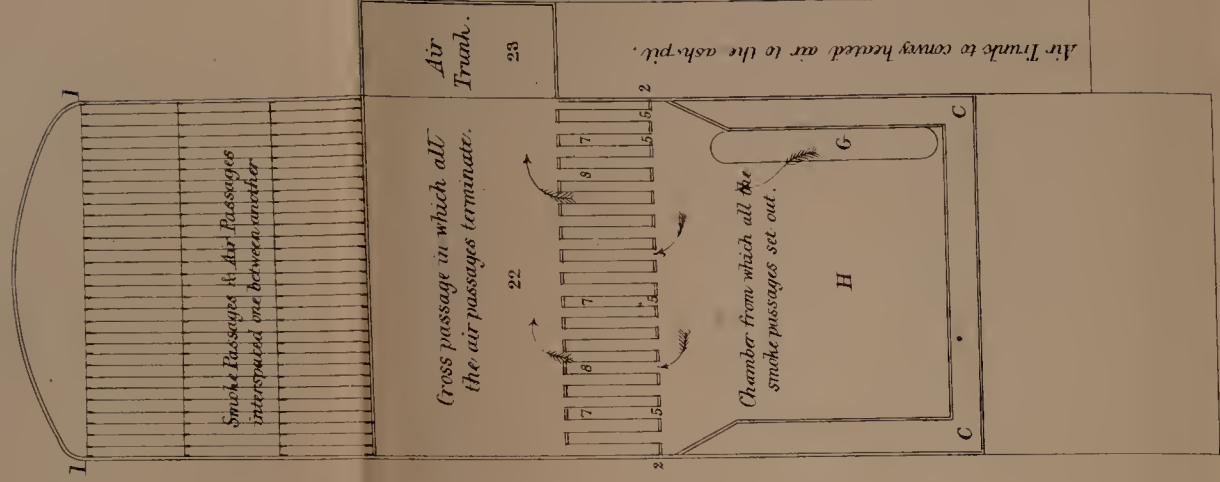 1
1
Smoke Passages & Air Passages
interspated one between another
Air
Trunk.
23
Cross passage in which all
the air passages terminate.
22
Air Trunk to convey heated air to the ash-pit.
7
8
7
8
7
2
5
5
5
5
2
Chamber from which all the
smoke passages set out.
G
H
C
C